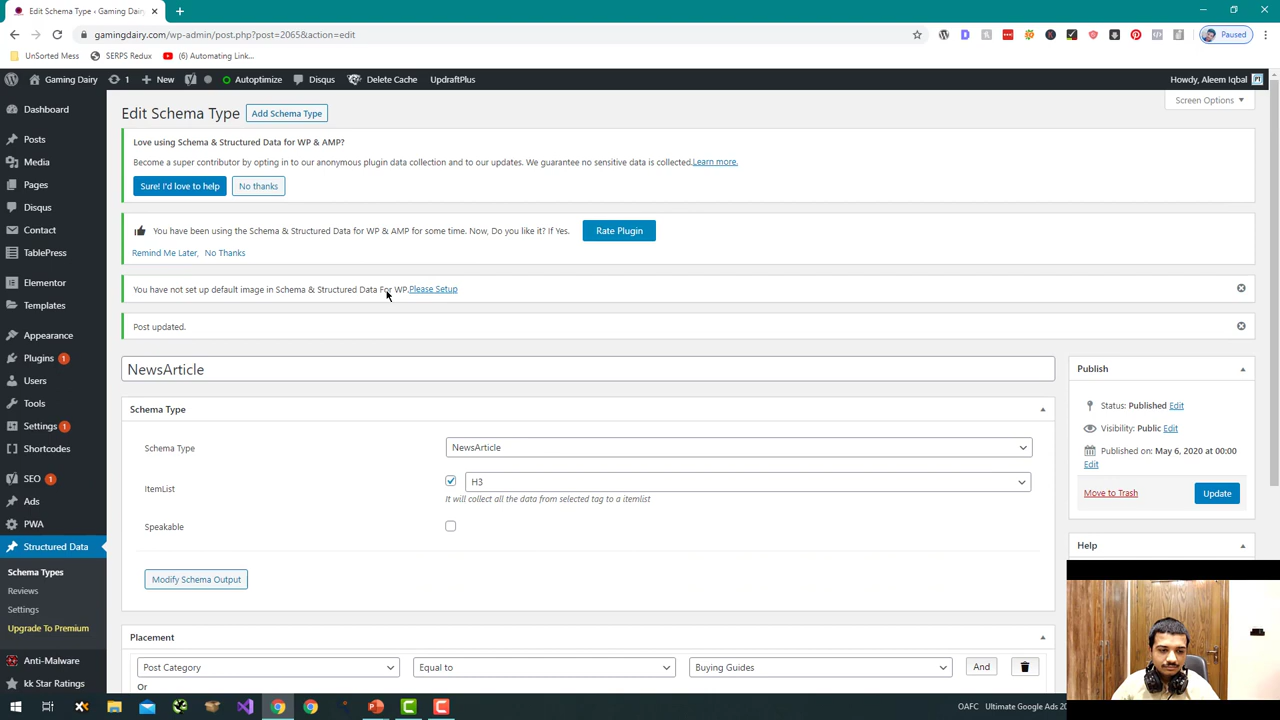 Edit Schema Type ‹ Gaming Dairy
gamingdairy.com/wp-admin/post.php?post=2065&action=edit
Paused
UnSorted Mess
SERPS Redux
(6) Automating Link...
Gaming Dairy
1
New
Autoptimize
Disqus
Delete Cache
UpdraftPlus
Howdy, Aleem Iqbal
Dashboard
Posts
Media
Pages
Disqus
Contact
TablePress
Elementor
Templates
Appearance
Plugins 1
Users
Tools
Settings 1
Shortcodes
SEO 1
Ads
PWA
Structured Data
Schema Types
Reviews
Settings
Upgrade To Premium
Anti-Malware
kk Star Ratings
Edit Schema Type
Add Schema Type
Screen Options
Love using Schema & Structured Data for WP & AMP?
Become a super contributor by opting in to our anonymous plugin data collection and to our updates. We guarantee no sensitive data is collected.Learn more.
Sure! I'd love to help
No thanks
You have been using the Schema & Structured Data for WP & AMP for some time. Now, Do you like it? If Yes.
Rate Plugin
Remind Me Later,
No Thanks
You have not set up default image in Schema & Structured Data For WP.Please Setup
Post updated.
NewsArticle
Schema Type
Schema Type
NewsArticle
ItemList
H3
It will collect all the data from selected tag to a itemlist
Speakable
Modify Schema Output
Placement
Post Category
Equal to
Buying Guides
And
Or
Publish
Status: Published Edit
Visibility: Public Edit
Published on: May 6, 2020 at 00:00
Edit
Move to Trash
Update
Help
OAFC
Ultimate Google Ads 20